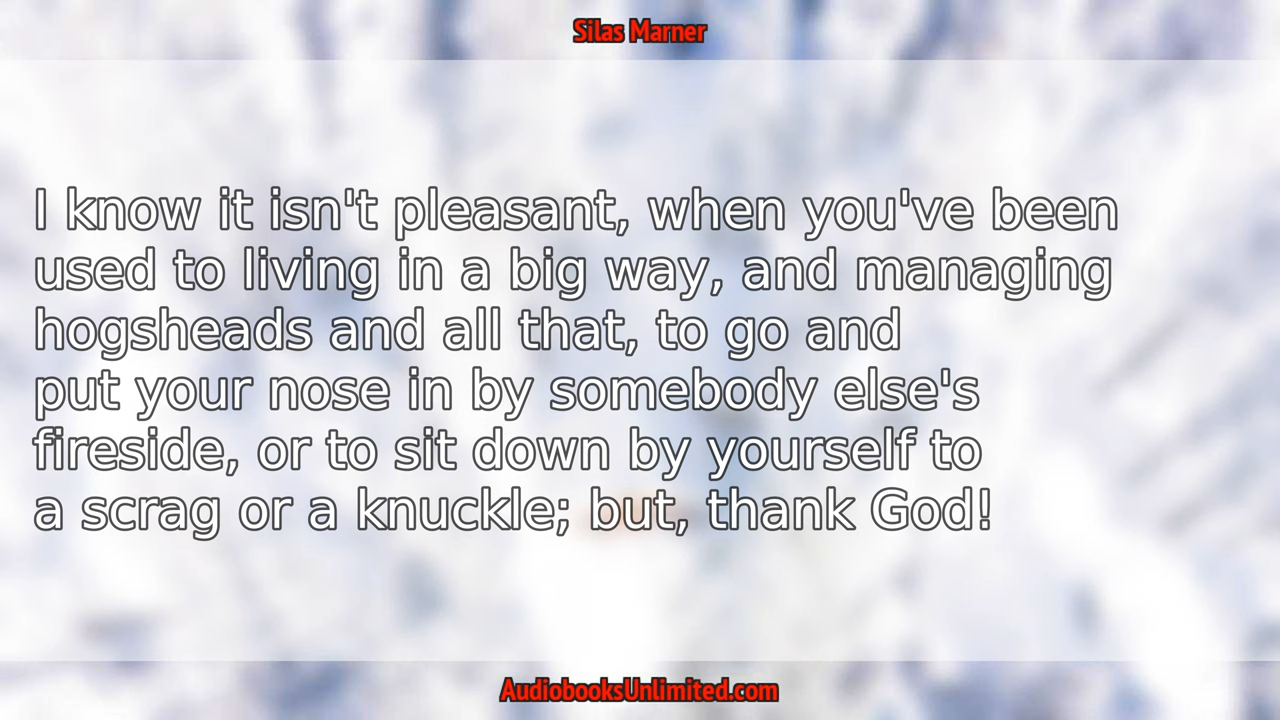 Silas Marner
I know it isn't pleasant, when you've been
used to living in a big way, and managing
hogsheads and all that, to go and
put your nose in by somebody else's
fireside, or to sit down by yourself to
a scrag or a knuckle; but, thank God!
AudiobooksUnlimited.com